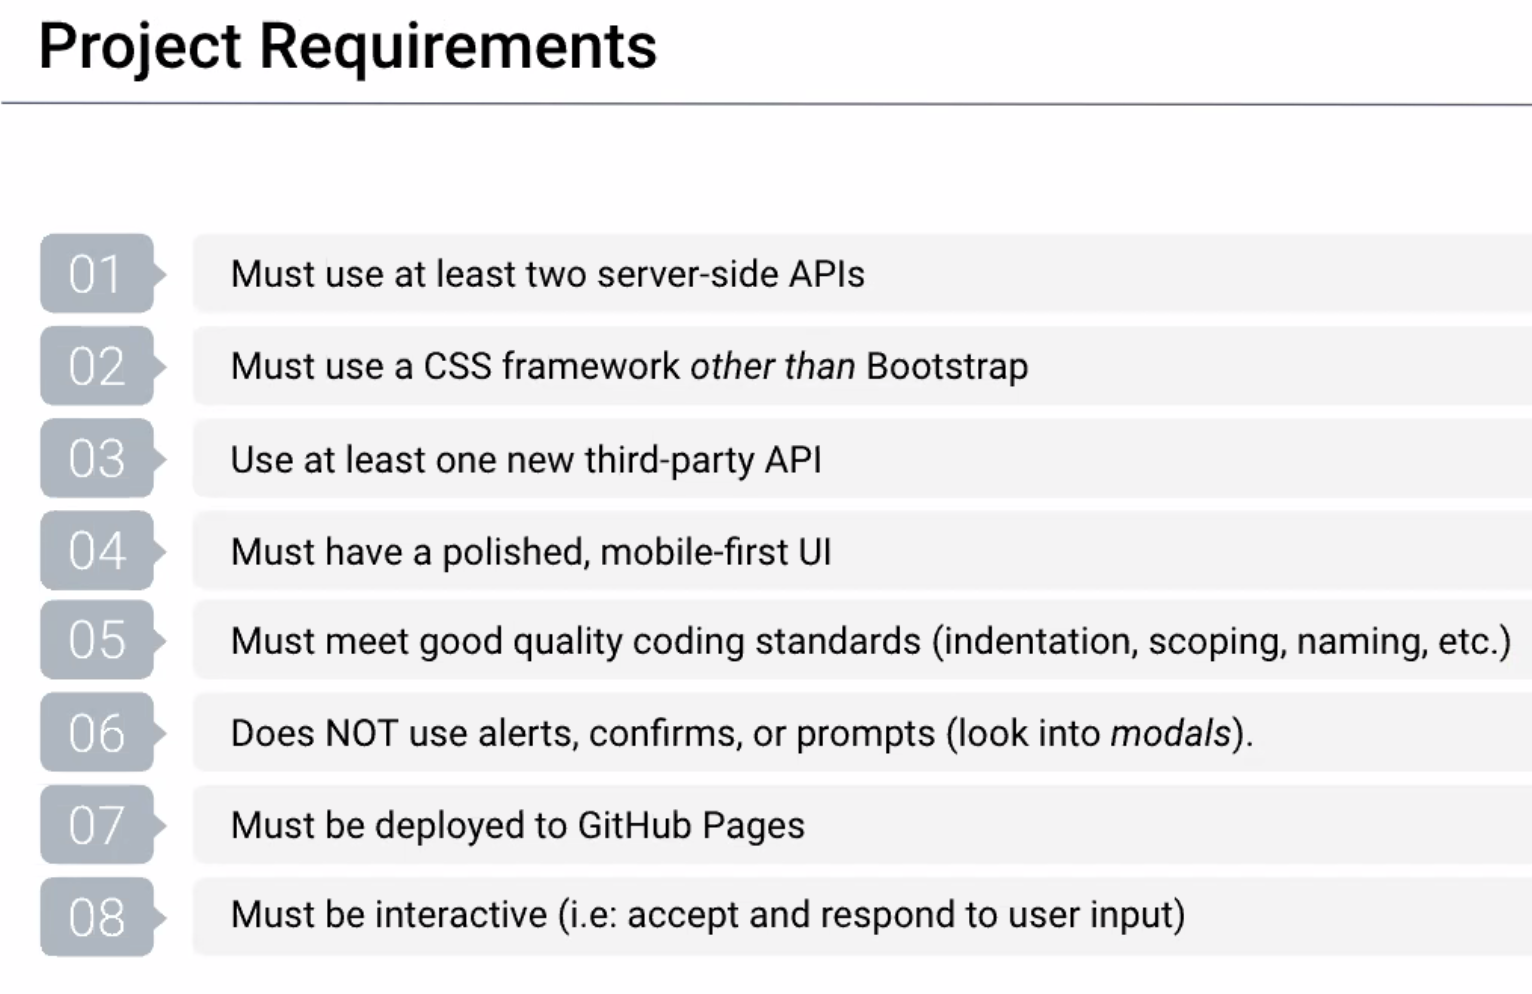 Project Requirements
01 Must use at least two server-side APIs
02 Must use a CSS framework other than Bootstrap
03 Use at least one new third-party API
04 Must have a polished, mobile-first UI
05 Must meet good quality coding standards (indentation, scoping, naming, etc.)
06 Does NOT use alerts, confirms, or prompts (look into modals).
07 Must be deployed to GitHub Pages
08 Must be interactive (i.e: accept and respond to user input)